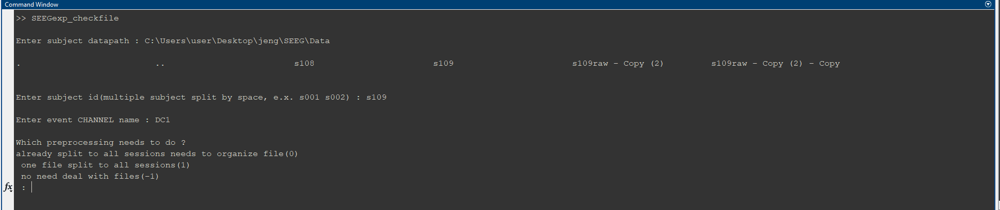 Command Window
>> SEEGexp_checkfile
Enter subject datapath : C:\Users\user\Desktop\jeng\SEEG\Data
. .. s108 s109 s109raw - Copy (2) s109raw - Copy (2) - Copy
Enter subject id(multiple subject split by space, e.x. s001 s002) : s109
Enter event CHANNEL name : DC1
Which preprocessing needs to do ?
already split to all sessions needs to organize file(0)
one file split to all sessions(1)
no need deal with files(-1)
fx :